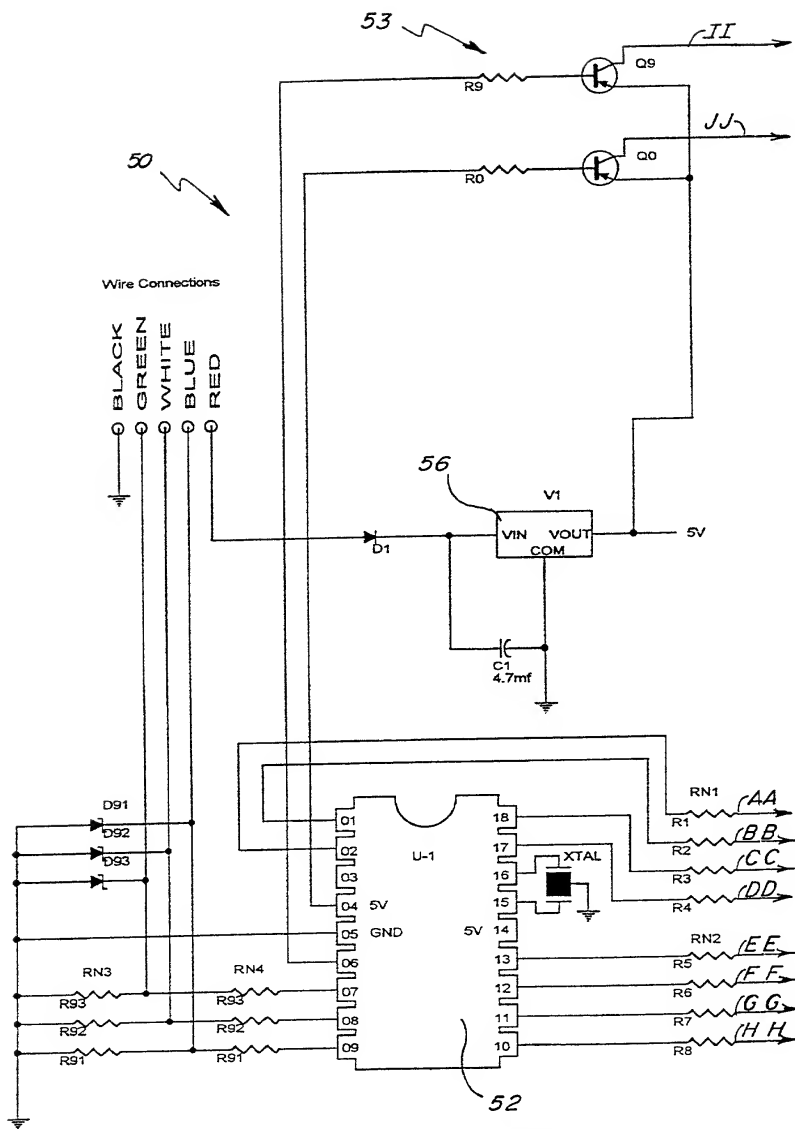 53
II
Q9
R9
JJ
50
Q0
R0
Wire Connections
BLACK
GREEN
WHITE
BLUE
RED
56
V1
VIN
VOUT
5V
COM
D1
C1
4.7mf
D91
D92
D93
RN1
AA
R1
BB
R2
CC
R3
DD
R4
01
18
02
U-1
17
XTAL
03
16
04
5V
15
05
GND
5V
14
06
13
RN2
EE
R5
RN3
RN4
07
12
FF
R6
R93
R93
08
11
GG
R7
R92
R92
09
10
HH
R8
R91
R91
52